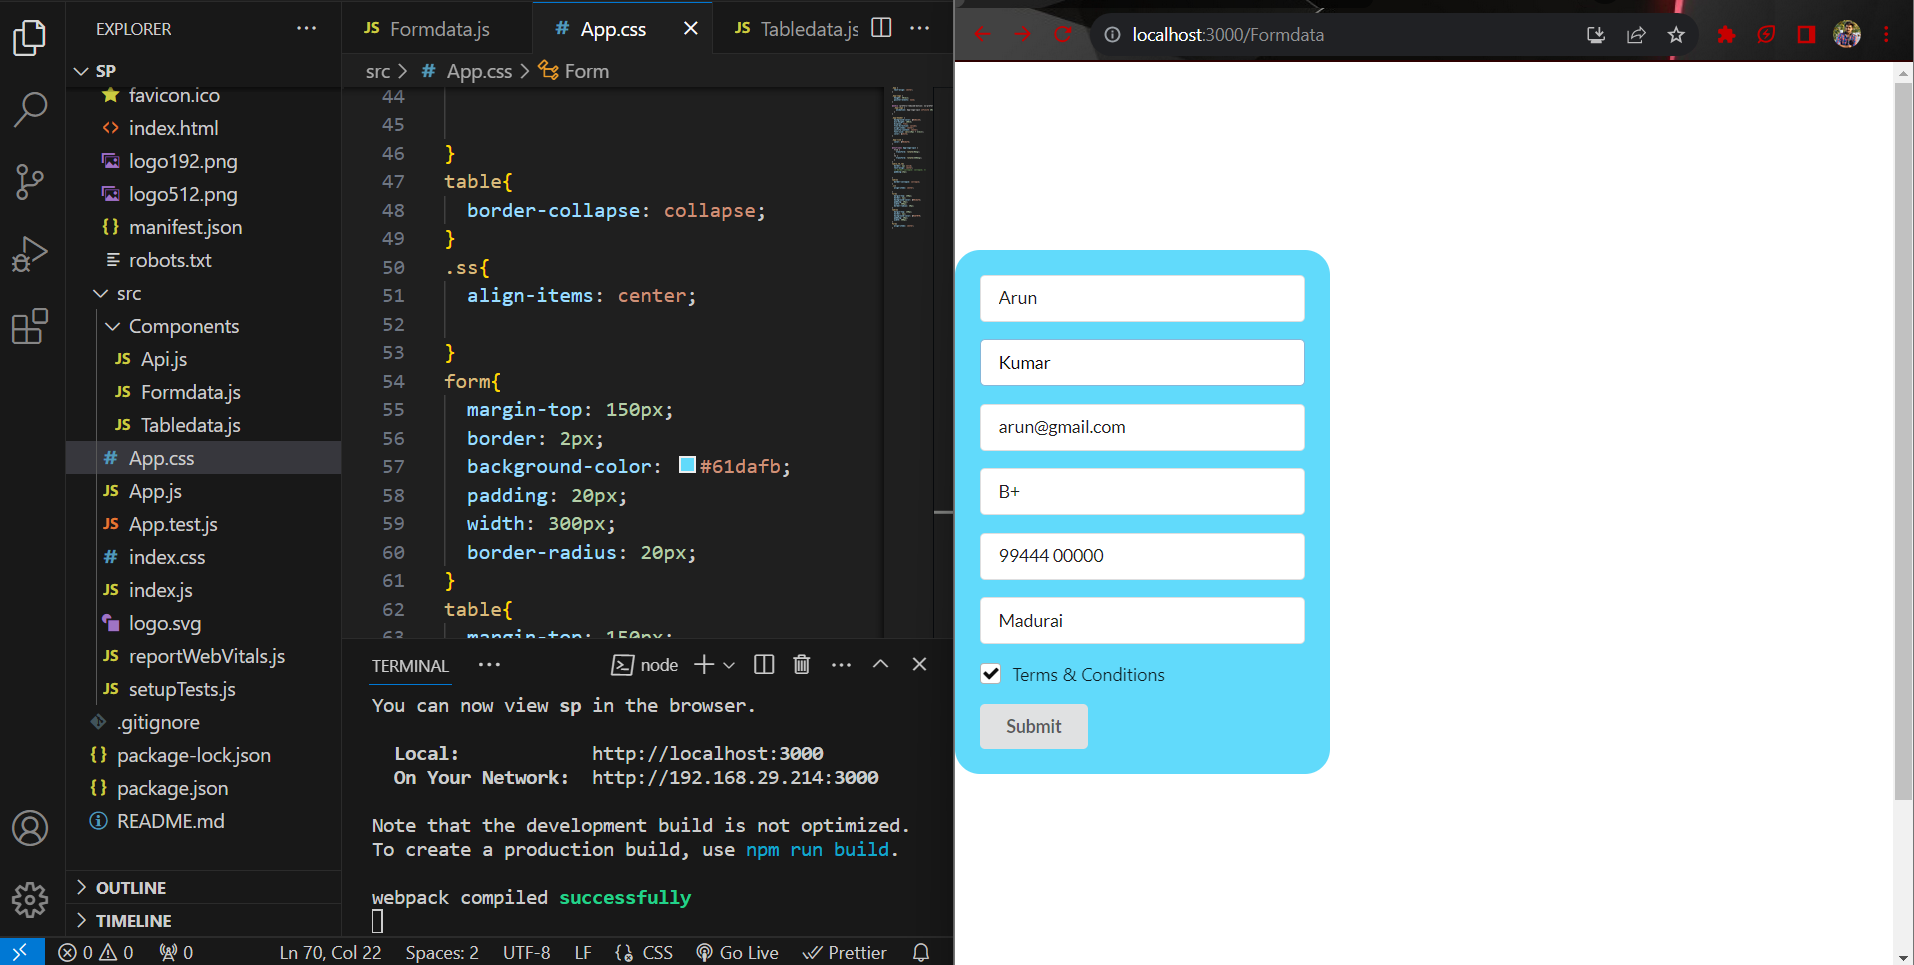 EXPLORER
SP
favicon.ico
index.html
logo192.png
logo512.png
manifest.json
robots.txt
src
Components
JS Api.js
JS Formdata.js
JS Tabledata.js
# App.css
JS App.js
JS App.test.js
# index.css
JS index.js
logo.svg
JS reportWebVitals.js
JS setupTests.js
.gitignore
{} package-lock.json
{} package.json
README.md
OUTLINE
TIMELINE
JS Formdata.js
# App.css
JS Tabledata.js
src > # App.css > Form
44
45
46 }
47 table{
48 border-collapse: collapse;
49 }
50 .ss{
51 align-items: center;
52
53 }
54 form{
55 margin-top: 150px;
56 border: 2px;
57 background-color: #61dafb;
58 padding: 20px;
59 width: 300px;
60 border-radius: 20px;
61 }
62 table{
63 margin-top: 150px;
TERMINAL
node
You can now view sp in the browser.
Local: http://localhost:3000
On Your Network: http://192.168.29.214:3000
Note that the development build is not optimized.
To create a production build, use npm run build.
webpack compiled successfully
0 0 0 Ln 70, Col 22 Spaces: 2 UTF-8 LF {} CSS Go Live Prettier
localhost:3000/Formdata
Arun
Kumar
arun@gmail.com
B+
99444 00000
Madurai
Terms & Conditions
Submit